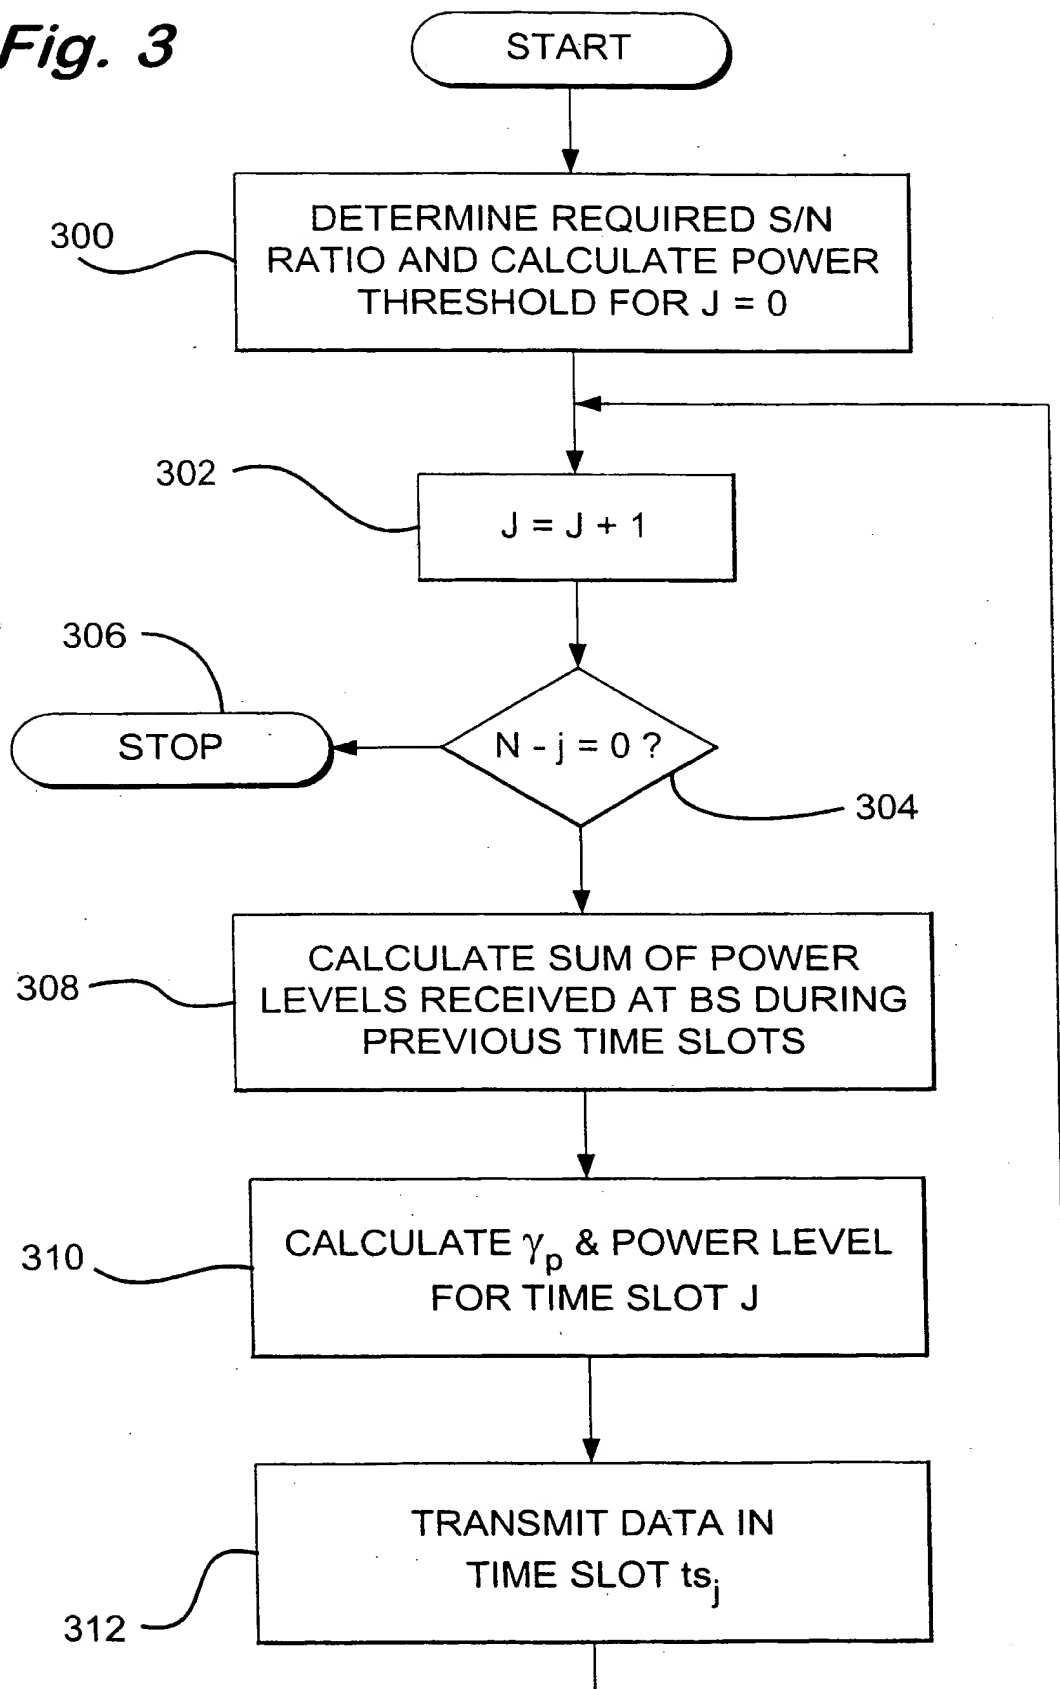 Fig. 3
START
300
DETERMINE REQUIRED S/N
RATIO AND CALCULATE POWER
THRESHOLD FOR J = 0
302
J = J + 1
306
STOP
N - j = 0 ?
304
308
CALCULATE SUM OF POWER
LEVELS RECEIVED AT BS DURING
PREVIOUS TIME SLOTS
310
CALCULATE γp & POWER LEVEL
FOR TIME SLOT J
312
TRANSMIT DATA IN
TIME SLOT tsj